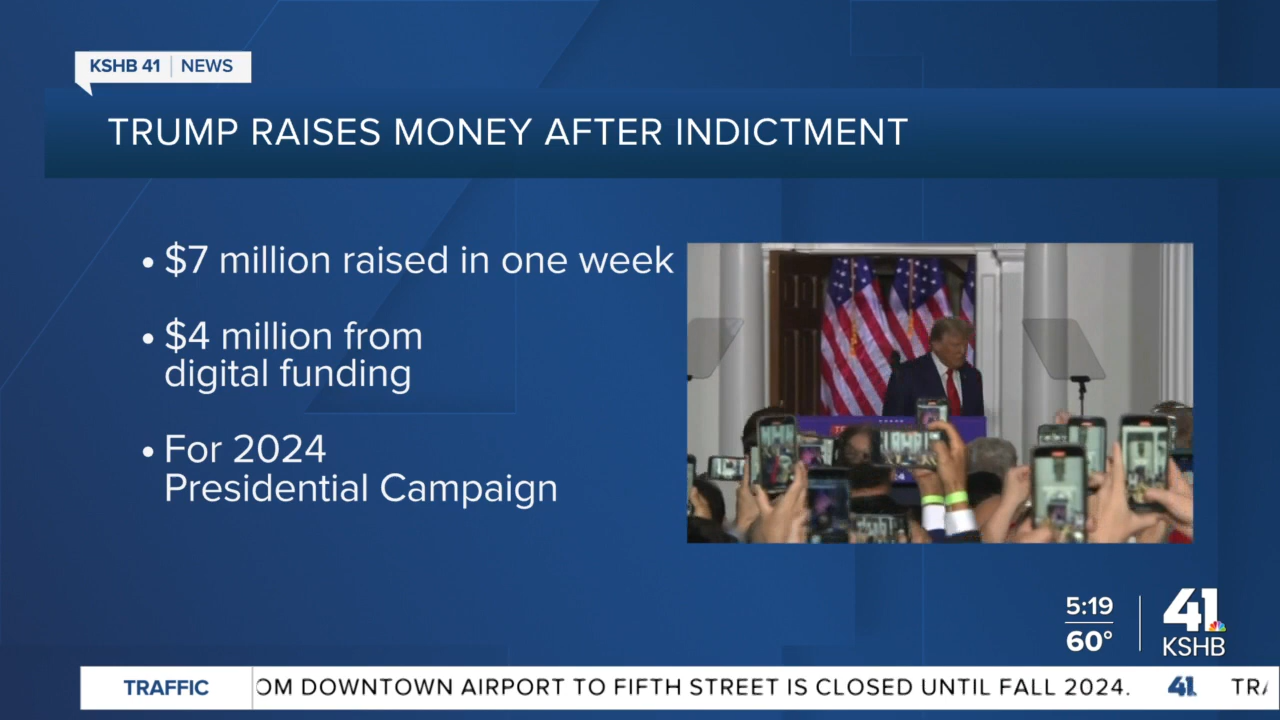 KSHB 41 | NEWS
TRUMP RAISES MONEY AFTER INDICTMENT
• $7 million raised in one week
• $4 million from
digital funding
• For 2024
Presidential Campaign
5:19
60°
41
KSHB
TRAFFIC
OM DOWNTOWN AIRPORT TO FIFTH STREET IS CLOSED UNTIL FALL 2024. 41 TRA